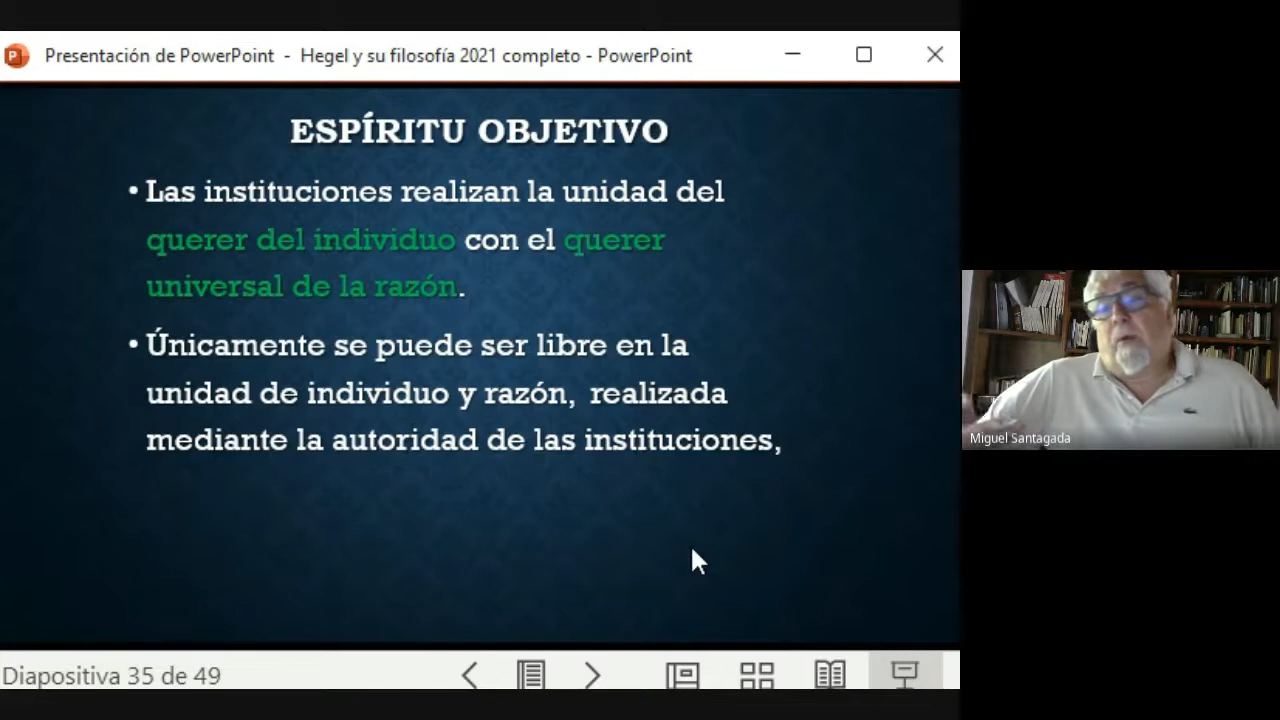 Presentación de PowerPoint - Hegel y su filosofía 2021 completo - PowerPoint
ESPÍRITU OBJETIVO
• Las instituciones realizan la unidad del
querer del individuo con el querer
universal de la razón.
• Únicamente se puede ser libre en la
unidad de individuo y razón, realizada
mediante la autoridad de las instituciones,
Miguel Santagada
Diapositiva 35 de 49